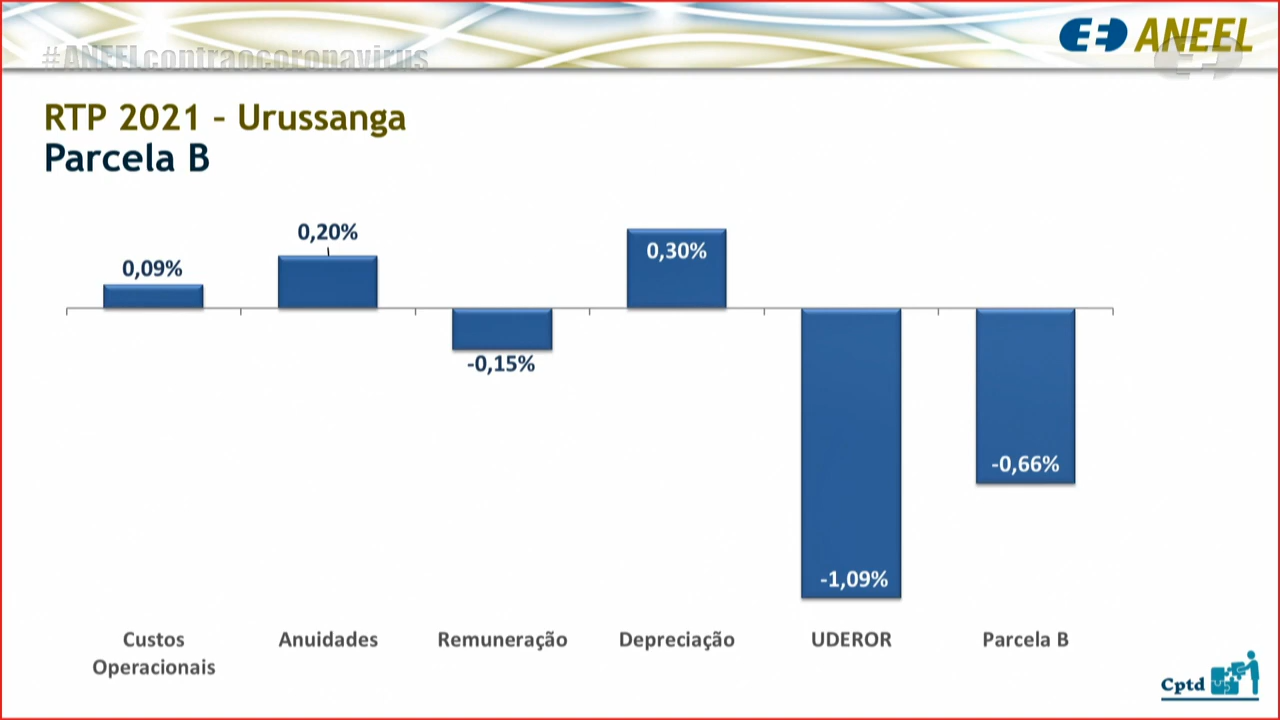 #ANEELcontraocoronavirus
ANEEL
RTP 2021 – Urussanga
Parcela B
0,09%
0,20%
-0,15%
0,30%
-1,09%
-0,66%
Custos
Operacionais
Anuidades
Remuneração
Depreciação
UDEROR
Parcela B
Cptd